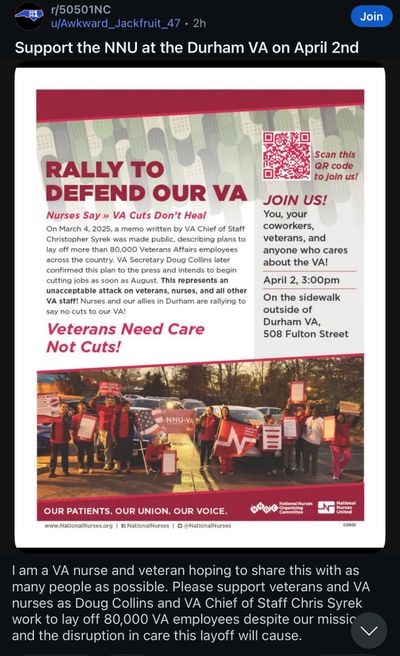 r/50501NC
u/Awkward_Jackfruit_47 • 2h
Join
Support the NNU at the Durham VA on April 2nd
Scan this
QR code
to join us!
RALLY TO
DEFEND OUR VA
Nurses Say » VA Cuts Don't Heal
On March 4, 2025, a memo written by VA Chief of Staff
Christopher Syrek was made public, describing plans to
lay off more than 80,000 Veterans Affairs employees
across the country. VA Secretary Doug Collins later
confirmed this plan to the press and intends to begin
cutting jobs as soon as August. This represents an
unacceptable attack on veterans, nurses, and all other
VA staff! Nurses and our allies in Durham are rallying to
say no cuts to our VA!
Veterans Need Care
Not Cuts!
JOIN US!
You, your
coworkers,
veterans, and
anyone who cares
about the VA!
April 2, 3:00pm
On the sidewalk
outside of
Durham VA,
508 Fulton Street
NNU-VA
OUR PATIENTS. OUR UNION. OUR VOICE.
NNOC
National Nurses
Organizing
Committee
National
Nurses
United
www.NationalNurses.org | NationalNurses | @NationalNurses
I am a VA nurse and veteran hoping to share this with as
many people as possible. Please support veterans and VA
nurses as Doug Collins and VA Chief of Staff Chris Syrek
work to lay off 80,000 VA employees despite our
and the disruption in care this layoff will cause.